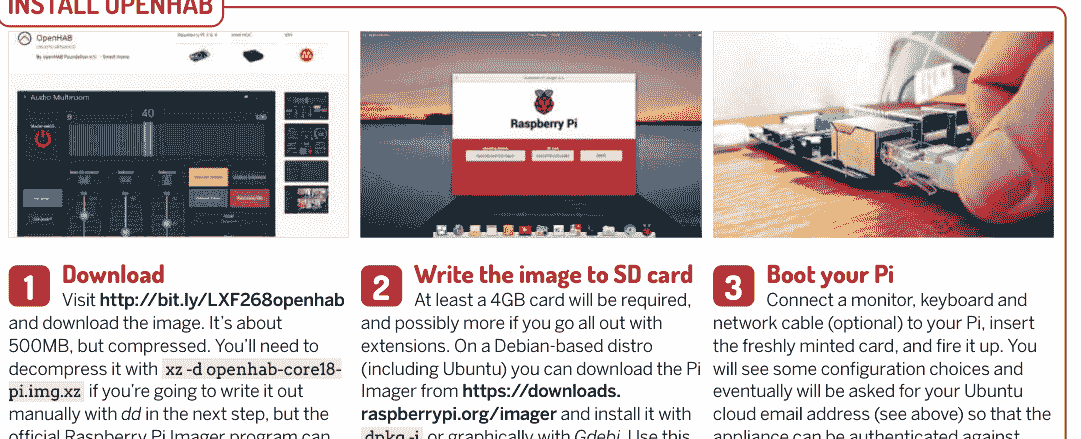 INSTALL OPENHAB
OpenHAB
By openHAB Foundation e.V. · Smart Home
Audio Multiroom
0
40
100
Raspberry Pi
1
Download
Visit http://bit.ly/LXF268openhab
and download the image. It's about
500MB, but compressed. You'll need to
decompress it with xz -d openhab-core18-
pi.img.xz if you're going to write it out
manually with dd in the next step, but the
official Raspberry Pi Imager program can
2
Write the image to SD card
At least a 4GB card will be required,
and possibly more if you go all out with
extensions. On a Debian-based distro
(including Ubuntu) you can download the Pi
Imager from https://downloads.
raspberrypi.org/imager and install it with
dpkg -i or graphically with Gdebi. Use this
3
Boot your Pi
Connect a monitor, keyboard and
network cable (optional) to your Pi, insert
the freshly minted card, and fire it up. You
will see some configuration choices and
eventually will be asked for your Ubuntu
cloud email address (see above) so that the
appliance can be authenticated against